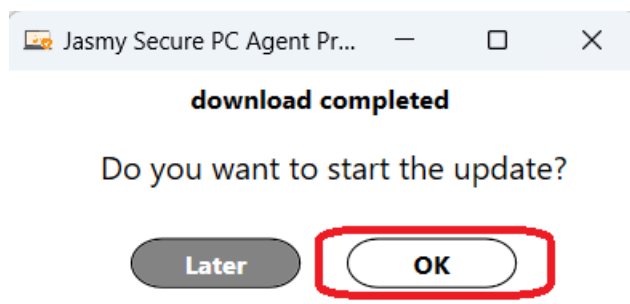 Jasmy Secure PC Agent Pr...
download completed
Do you want to start the update?
Later OK